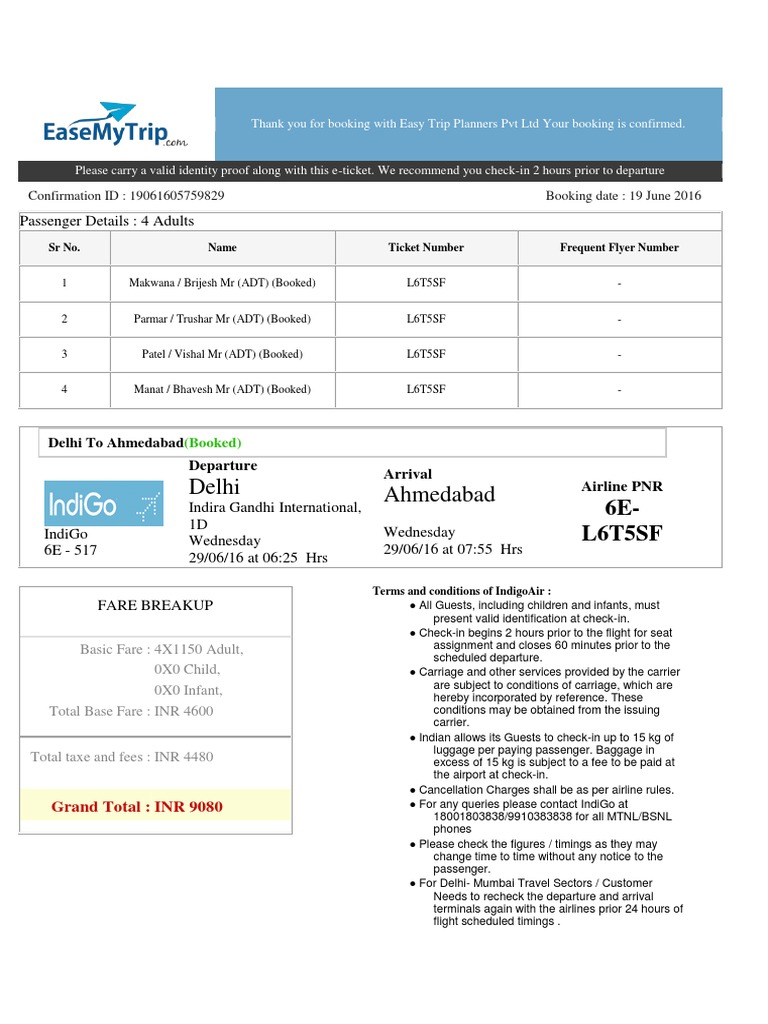 EaseMyTrip.com
Thank you for booking with Easy Trip Planners Pvt Ltd Your booking is confirmed.
Please carry a valid identity proof along with this e-ticket. We recommend you check-in 2 hours prior to departure
Confirmation ID : 19061605759829 Booking date : 19 June 2016
Passenger Details : 4 Adults
Sr No. Name Ticket Number Frequent Flyer Number
1 Makwana / Brijesh Mr (ADT) (Booked) L6T5SF -
2 Parmar / Trushar Mr (ADT) (Booked) L6T5SF -
3 Patel / Vishal Mr (ADT) (Booked) L6T5SF -
4 Manat / Bhavesh Mr (ADT) (Booked) L6T5SF -
Delhi To Ahmedabad(Booked)
IndiGo
IndiGo
6E - 517
Departure
Delhi
Indira Gandhi International,
1D
Wednesday
29/06/16 at 06:25 Hrs
Arrival
Ahmedabad
Wednesday
29/06/16 at 07:55 Hrs
Airline PNR
6E-
L6T5SF
FARE BREAKUP
Basic Fare : 4X1150 Adult,
0X0 Child,
0X0 Infant,
Total Base Fare : INR 4600
Total taxe and fees : INR 4480
Grand Total : INR 9080
Terms and conditions of IndigoAir :
● All Guests, including children and infants, must
present valid identification at check-in.
● Check-in begins 2 hours prior to the flight for seat
assignment and closes 60 minutes prior to the
scheduled departure.
● Carriage and other services provided by the carrier
are subject to conditions of carriage, which are
hereby incorporated by reference. These
conditions may be obtained from the issuing
carrier.
● Indian allows its Guests to check-in up to 15 kg of
luggage per paying passenger. Baggage in
excess of 15 kg is subject to a fee to be paid at
the airport at check-in.
● Cancellation Charges shall be as per airline rules.
● For any queries please contact IndiGo at
18001803838/9910383838 for all MTNL/BSNL
phones
● Please check the figures / timings as they may
change time to time without any notice to the
passenger.
● For Delhi- Mumbai Travel Sectors / Customer
Needs to recheck the departure and arrival
terminals again with the airlines prior 24 hours of
flight scheduled timings .